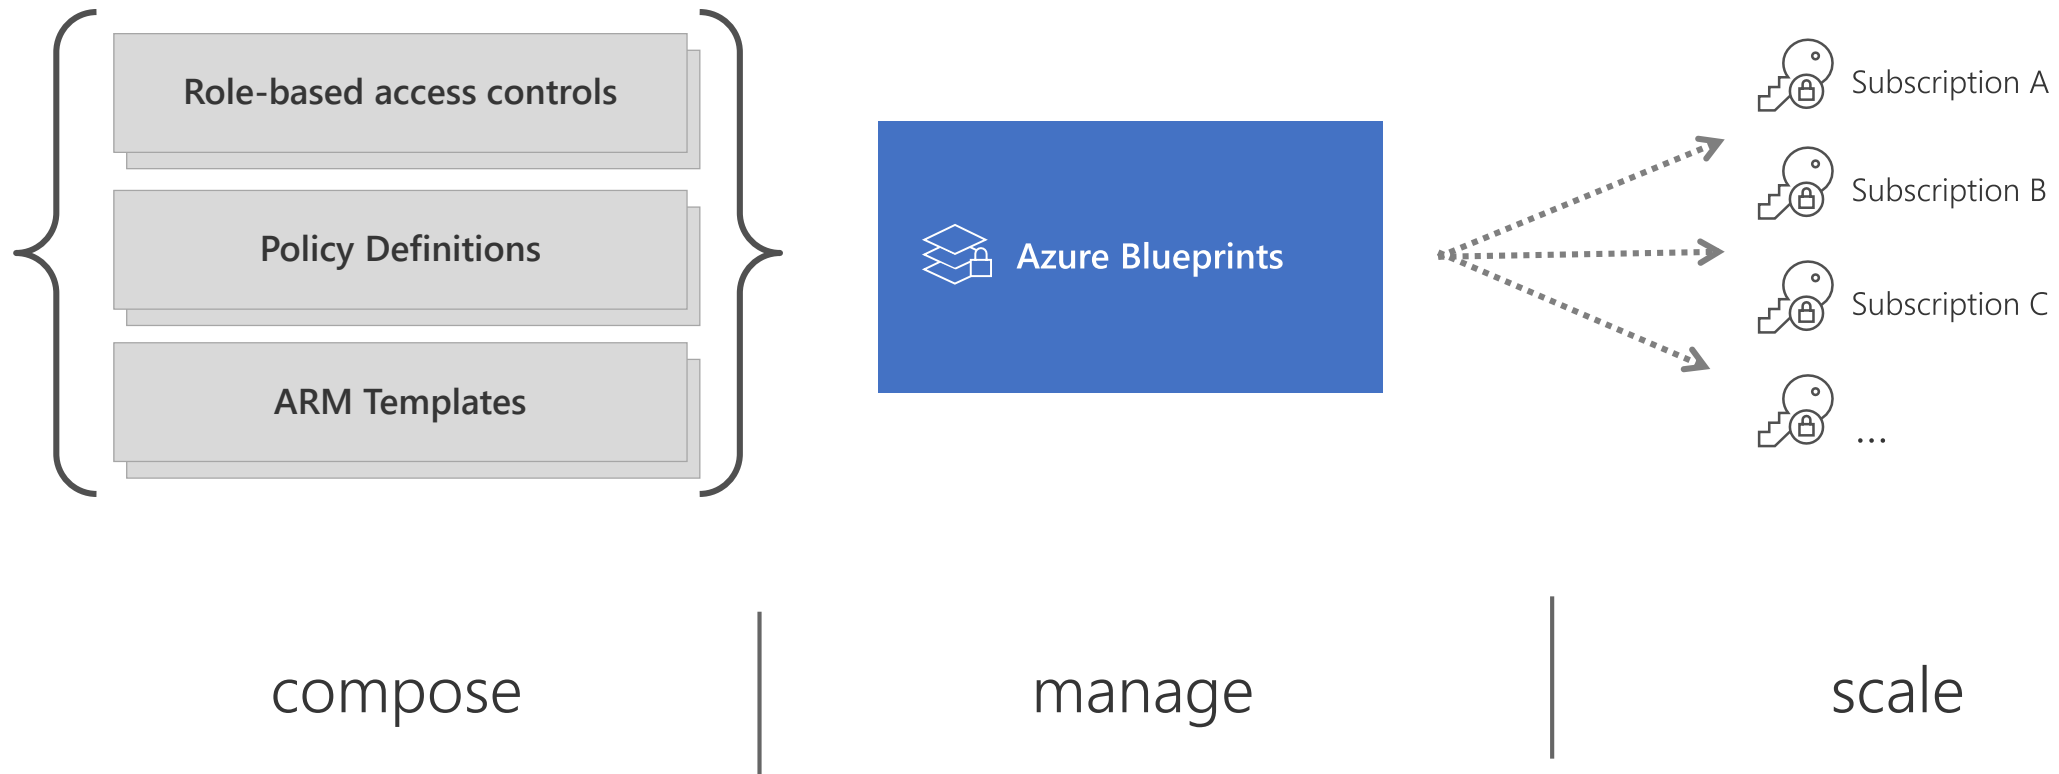 Role-based access controls
Policy Definitions
ARM Templates
Azure Blueprints
Subscription A
Subscription B
Subscription C
...
compose
manage
scale